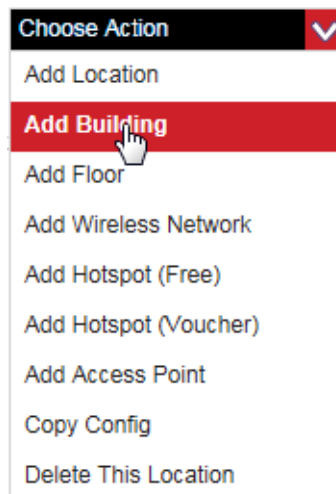 Choose Action
Add Location
Add Building
Add Floor
Add Wireless Network
Add Hotspot (Free)
Add Hotspot (Voucher)
Add Access Point
Copy Config
Delete This Location